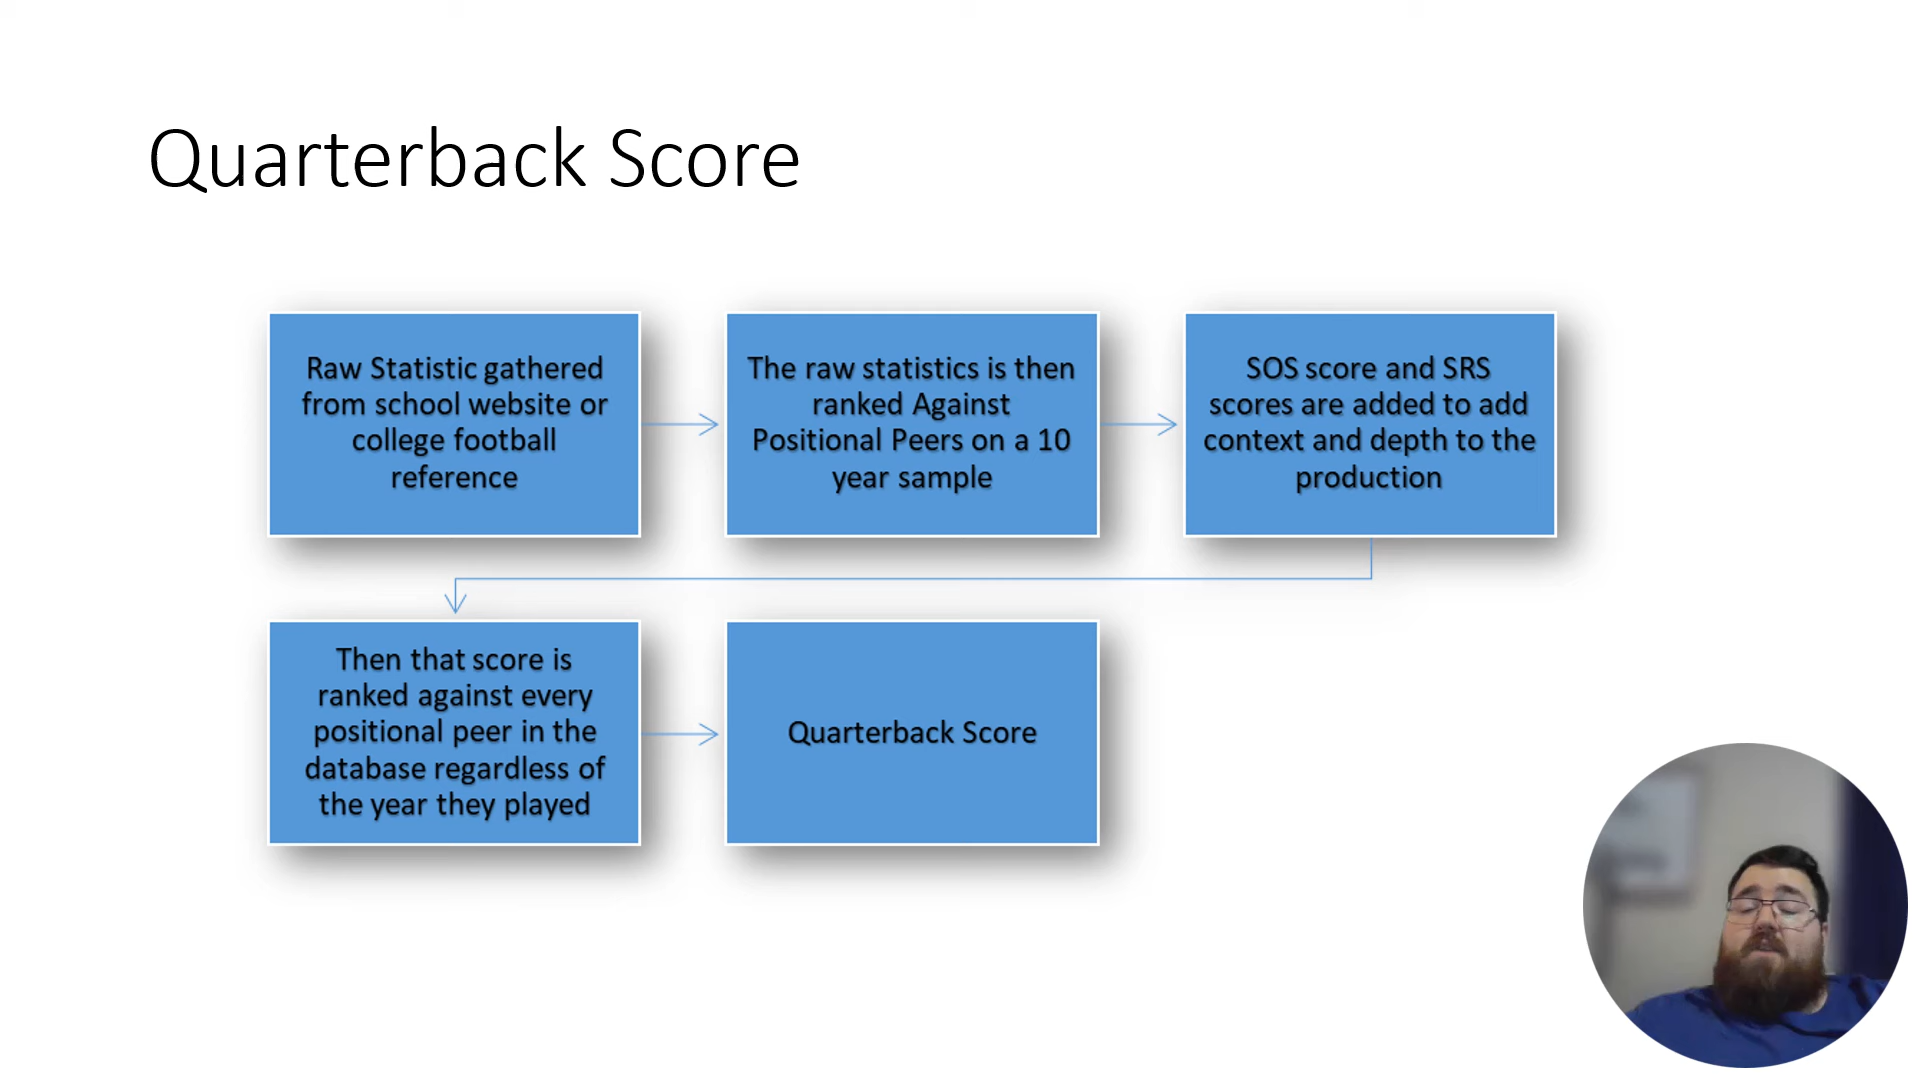 Quarterback Score
Raw Statistic gathered
from school website or
college football
reference
The raw statistics is then
ranked Against
Positional Peers on a 10
year sample
SOS score and SRS
scores are added to add
context and depth to the
production
Then that score is
ranked against every
positional peer in the
database regardless of
the year they played
Quarterback Score